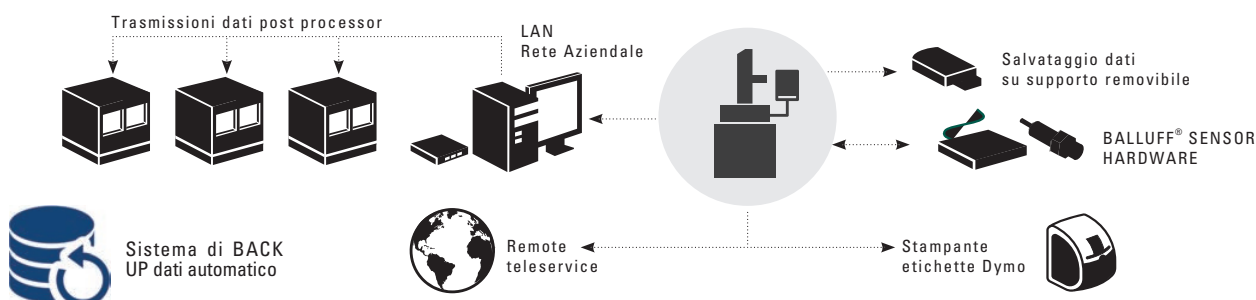 Trasmissioni dati post processor
LAN
Rete Aziendale
Salvataggio dati
su supporto removibile
BALLUFF® SENSOR
HARDWARE
Sistema di BACK
UP dati automatico
Remote
teleservice
Stampante
etichette Dymo